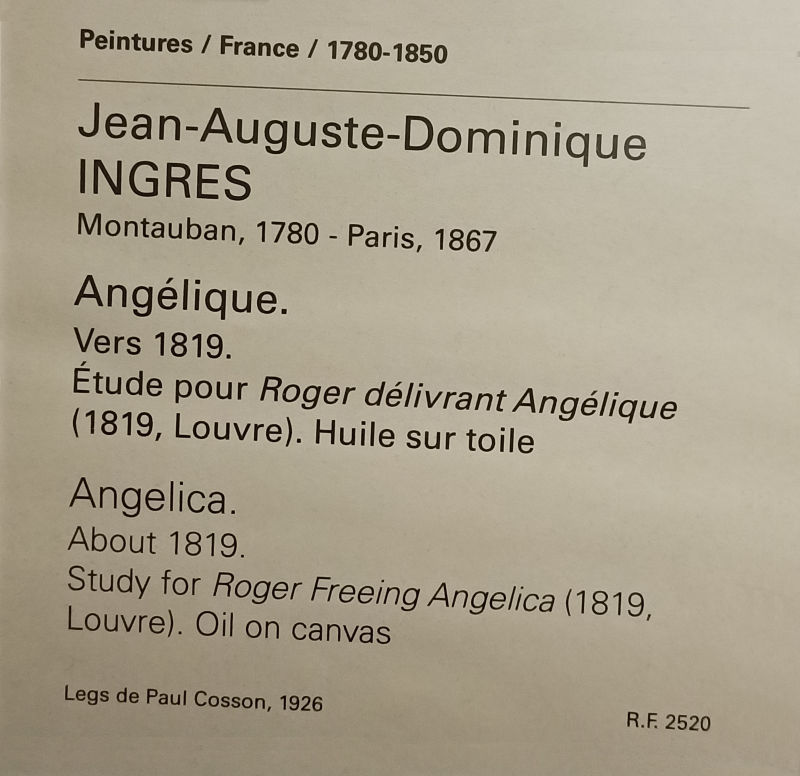 Peintures / France / 1780-1850
Jean-Auguste-Dominique
INGRES
Montauban, 1780 - Paris, 1867
Angélique.
Vers 1819.
Étude pour Roger délivrant Angélique
(1819, Louvre). Huile sur toile
Angelica.
About 1819.
Study for Roger Freeing Angelica (1819,
Louvre). Oil on canvas
Legs de Paul Cosson, 1926
R.F. 2520